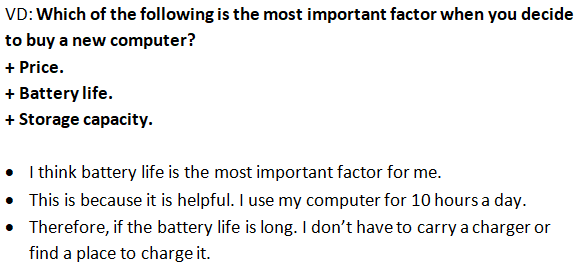 VD: Which of the following is the most important factor when you decide
to buy a new computer?
+ Price.
+ Battery life.
+ Storage capacity.
• I think battery life is the most important factor for me.
• This is because it is helpful. I use my computer for 10 hours a day.
• Therefore, if the battery life is long. I don't have to carry a charger or
find a place to charge it.